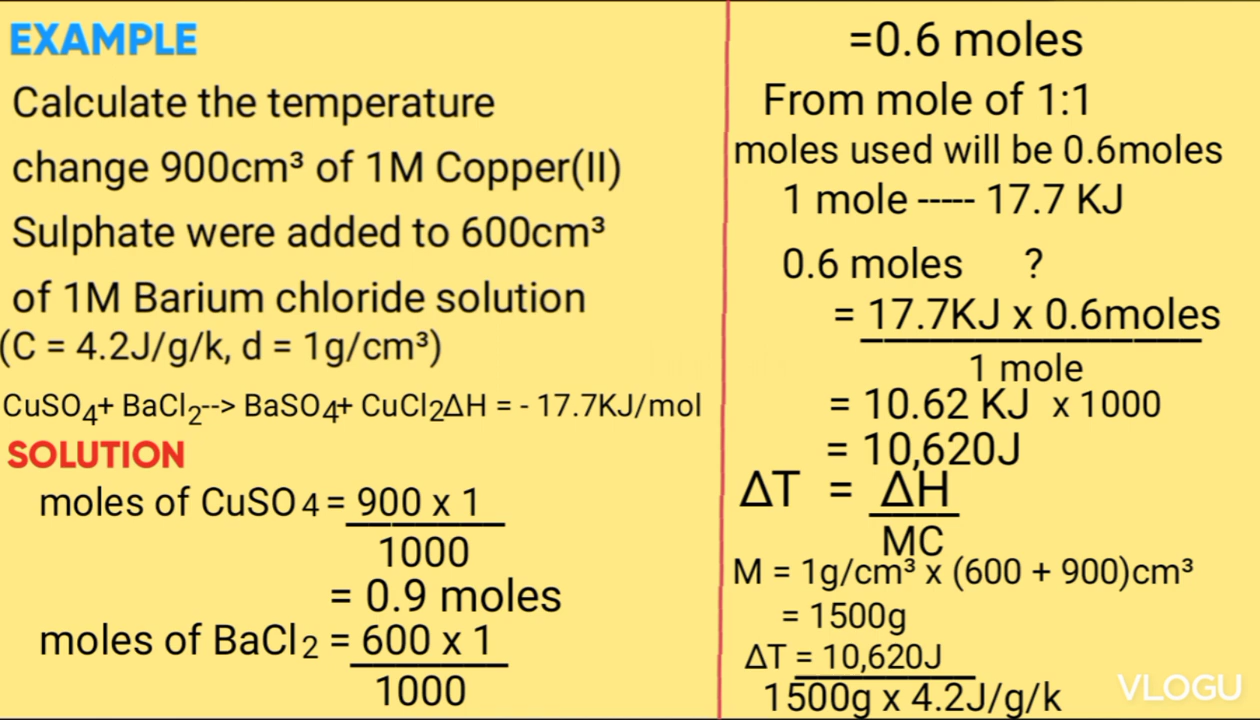 EXAMPLE
Calculate the temperature
change 900cm³ of 1M Copper(II)
Sulphate were added to 600cm³
of 1M Barium chloride solution
(C = 4.2J/g/k, d = 1g/cm³)
CuSO₄+ BaCl₂--> BaSO₄+ CuCl₂ΔH = - 17.7KJ/mol
SOLUTION
moles of CuSO₄ = 900 x 1
1000
= 0.9 moles
moles of BaCl₂ = 600 x 1
1000
=0.6 moles
From mole of 1:1
moles used will be 0.6moles
1 mole ----- 17.7 KJ
0.6 moles ?
= 17.7KJ x 0.6moles
1 mole
= 10.62 KJ x 1000
= 10,620J
ΔT = ΔH
MC
M = 1g/cm³ x (600 + 900)cm³
= 1500g
ΔT = 10,620J
1500g x 4.2J/g/k
VLOGU